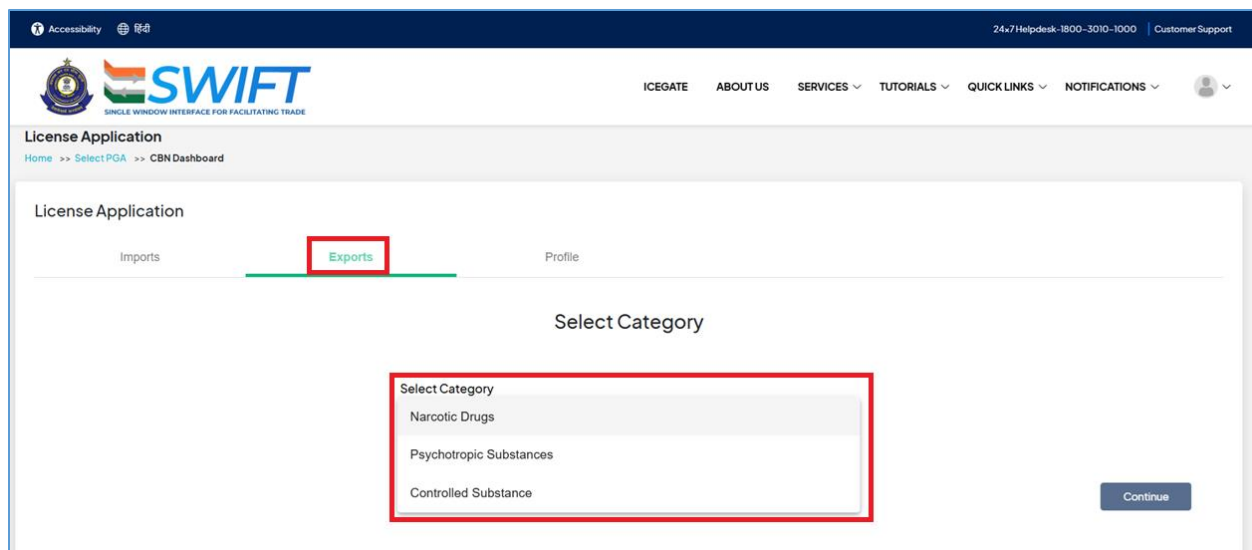 Accessibility हिंदी 24x7 Helpdesk-1800-3010-1000 Customer Support
SWIFT
SINGLE WINDOW INTERFACE FOR FACILITATING TRADE
ICEGATE ABOUT US SERVICES TUTORIALS QUICK LINKS NOTIFICATIONS
License Application
Home >> Select PGA >> CBN Dashboard
License Application
Imports Exports Profile
Select Category
Select Category
Narcotic Drugs
Psychotropic Substances
Controlled Substance
Continue